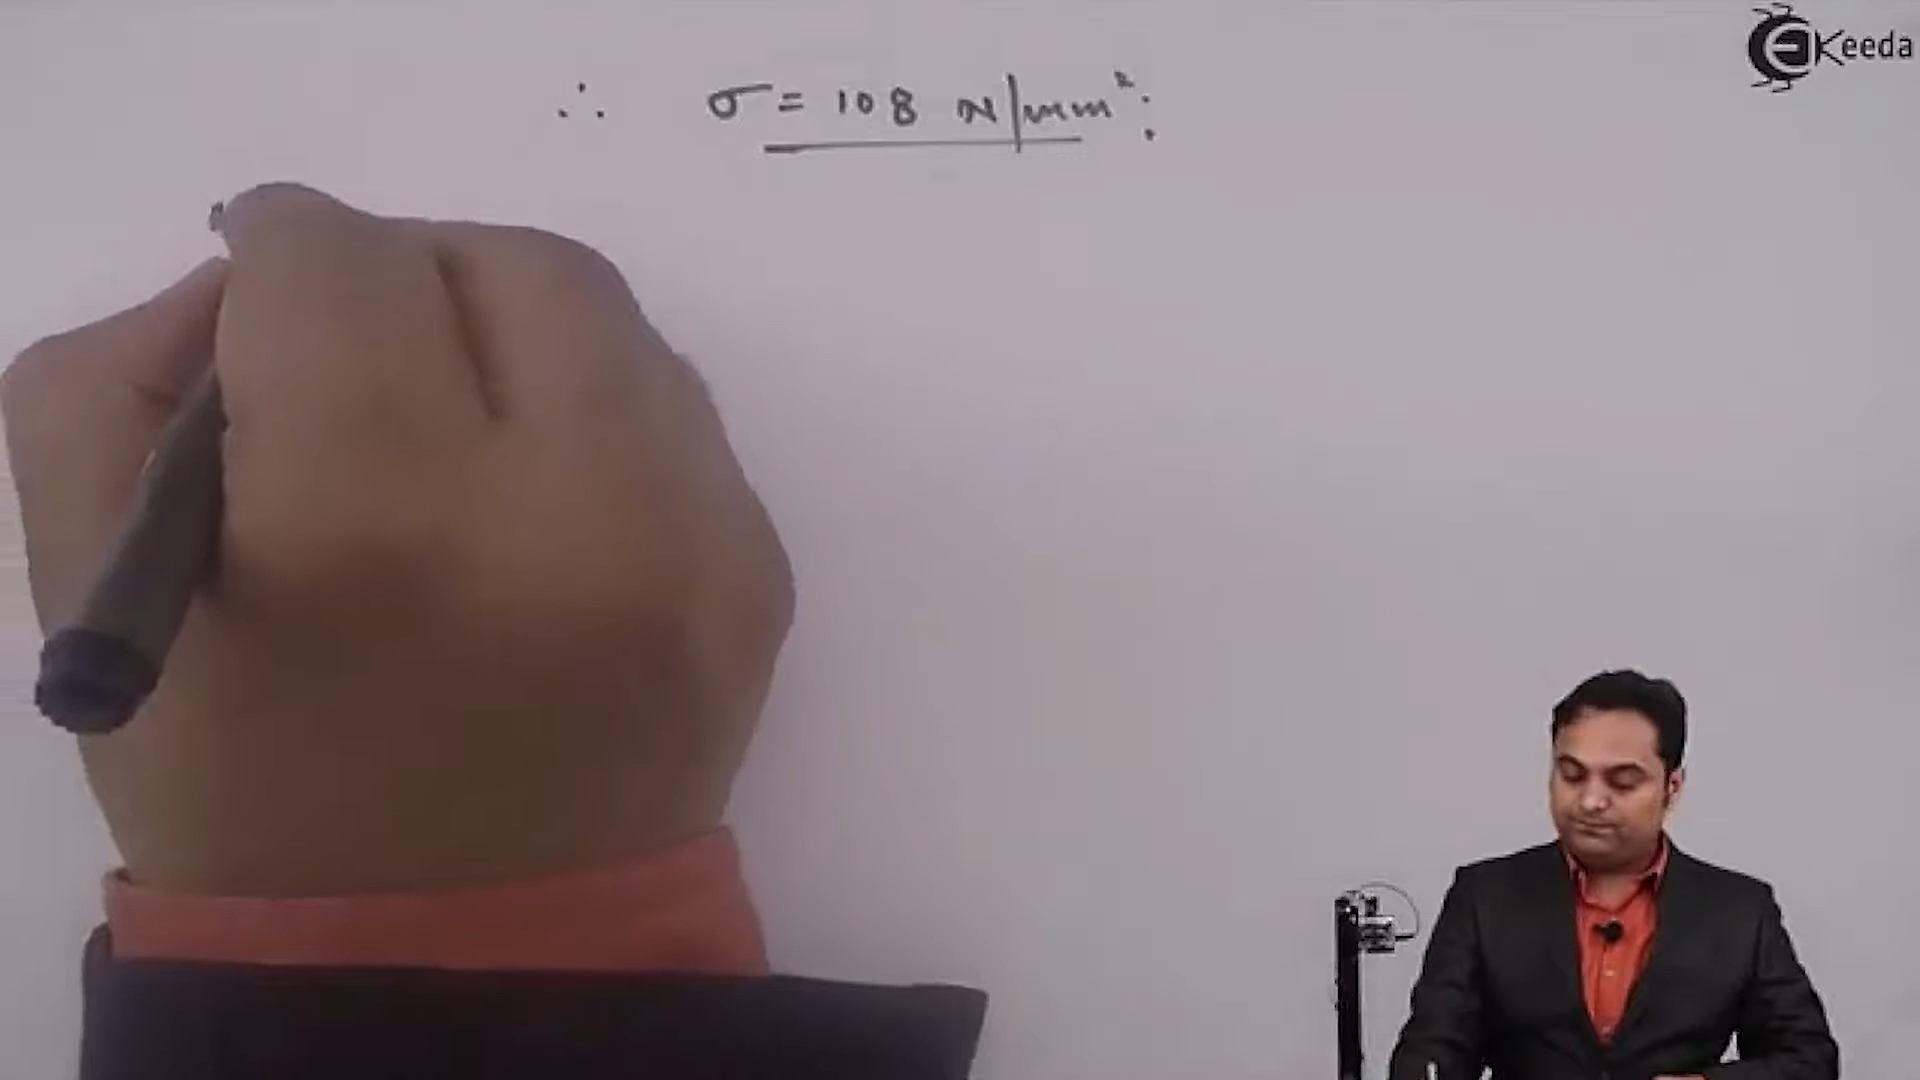 EKeeda
∴ σ = 108 N/mm² :